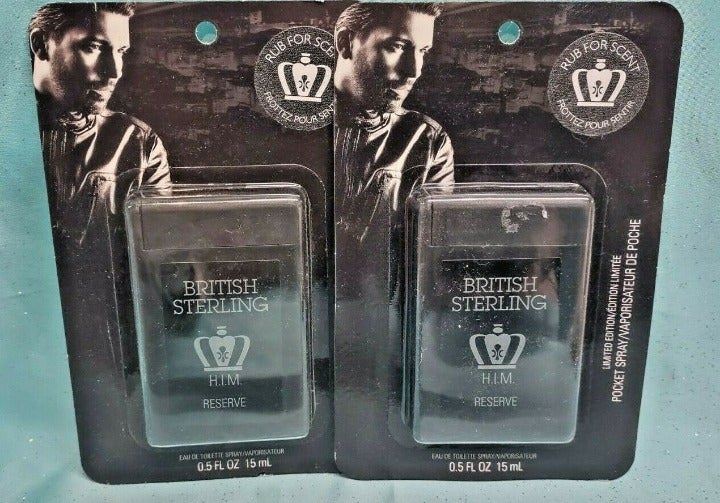 RUB FOR SCENT
FROTTEZ POUR SENTIR
BRITISH
STERLING
H.I.M.
RESERVE
EAU DE TOILETTE SPRAY/VAPORISATEUR
0.5 FL OZ 15 mL
RUB FOR SCENT
FROTTEZ POUR SENTIR
BRITISH
STERLING
H.I.M.
RESERVE
EAU DE TOILETTE SPRAY/VAPORISATEUR
0.5 FL OZ 15 mL
LIMITED EDITION/ÉDITION LIMITÉE
POCKET SPRAY/VAPORISATEUR DE POCHE